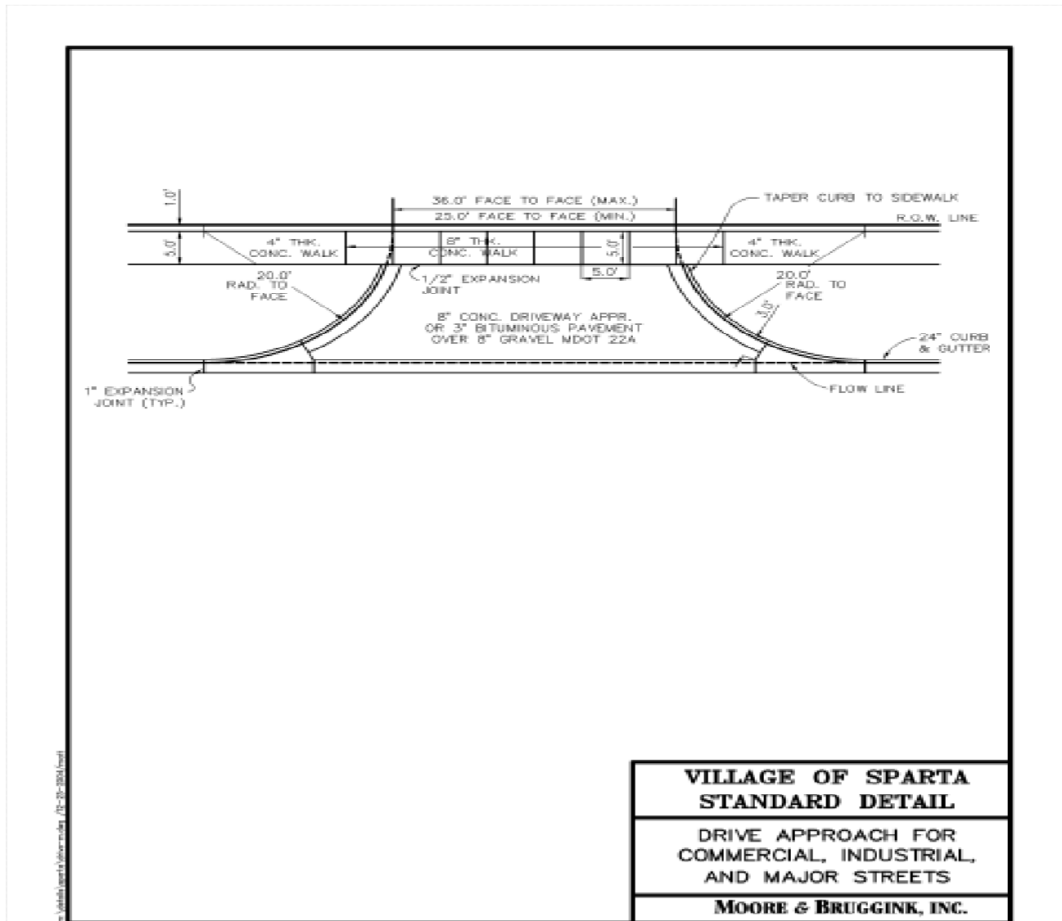 1.0'
36.0' FACE TO FACE (MAX.)
25.0' FACE TO FACE (MIN.)
TAPER CURB TO SIDEWALK
R.O.W. LINE
5.0'
4" THK.
CONC. WALK
8" THK.
CONC. WALK
5.0'
4" THK.
CONC. WALK
5.0'
20.0'
RAD. TO
FACE
1/2" EXPANSION
JOINT
20.0'
RAD. TO
FACE
3.0'
8" CONC. DRIVEWAY APPR.
OR 3" BITUMINOUS PAVEMENT
OVER 8" GRAVEL MDOT 22A
24" CURB
& GUTTER
1" EXPANSION
JOINT (TYP.)
FLOW LINE
VILLAGE OF SPARTA
STANDARD DETAIL
DRIVE APPROACH FOR
COMMERCIAL, INDUSTRIAL,
AND MAJOR STREETS
MOORE & BRUGGINK, INC.